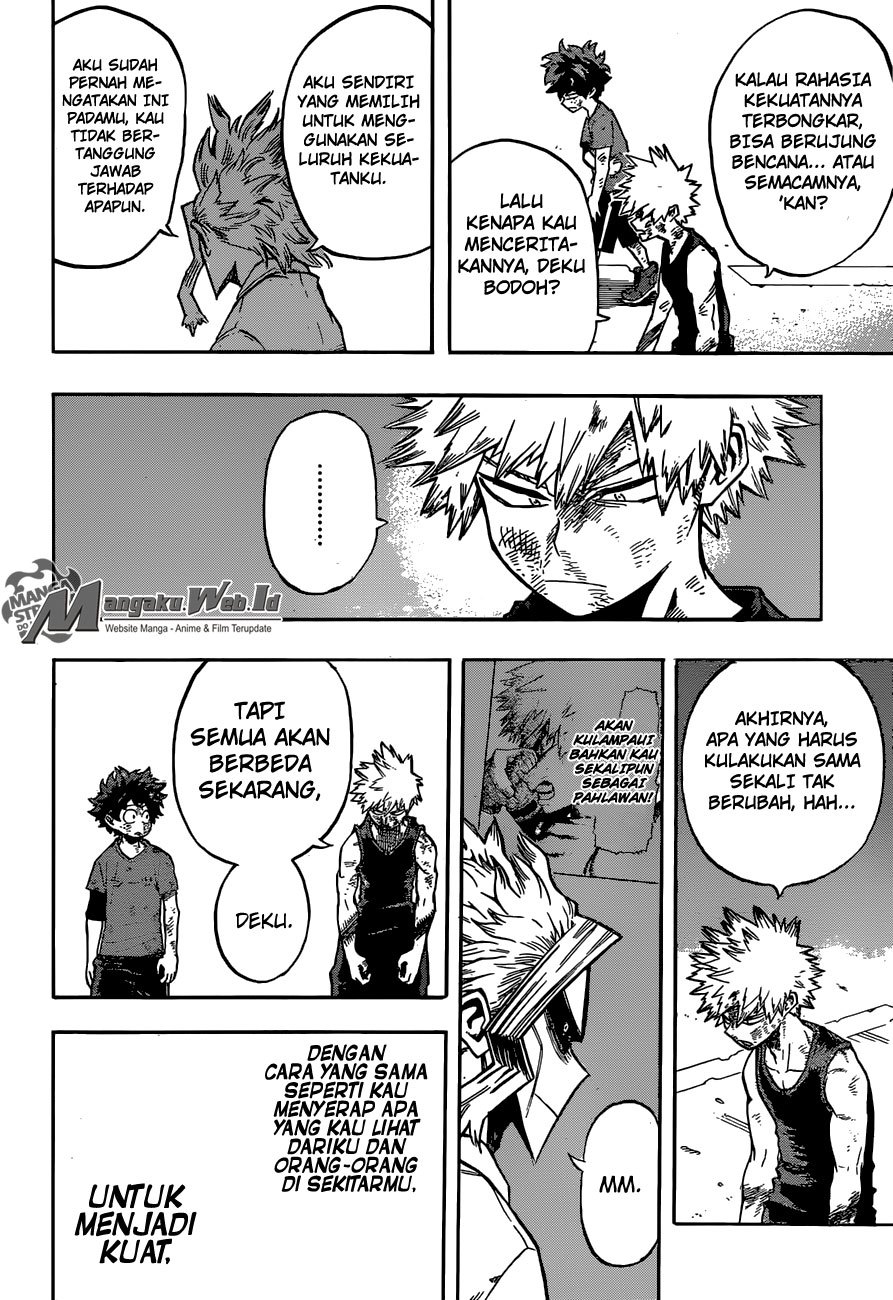 KALAU RAHASIA
KEKUATANNYA
TERBONGKAR,
BISA BERUJUNG
BENCANA... ATAU
SEMACAMNYA,
'KAN?
LALU
KENAPA KAU
MENCERITA-
KANNYA, DEKU
BODOH?
AKU SENDIRI
YANG MEMILIH
UNTUK MENG-
GUNAKAN SE-
LURUH KEKUA-
TANKU.
AKU SUDAH
PERNAH ME-
NGATAKAN INI
PADAMU, KAU
TIDAK BER-
TANGGUNG
JAWAB
TERHADAP
APAPUN.
.........
MANGA
Mangaku.Web.Id
Website Manga - Anime & Film Terupdate
AKHIRNYA,
APA YANG HARUS
KULAKUKAN SAMA
SEKALI TAK
BERUBAH, HAH...
AKAN
KULAMPAUI
BAHKAN KAU
SEKALIPUN
SEBAGAI
PAHLAWAN!
MM.
TAPI
SEMUA AKAN
BERBEDA
SEKARANG,
DEKU.
DENGAN
CARA YANG SAMA
SEPERTI KAU
MENYERAP APA
YANG KAU LIHAT
DARIKU DAN
ORANG-ORANG
DI SEKITARMU,
UNTUK
MENJADI
KUAT,